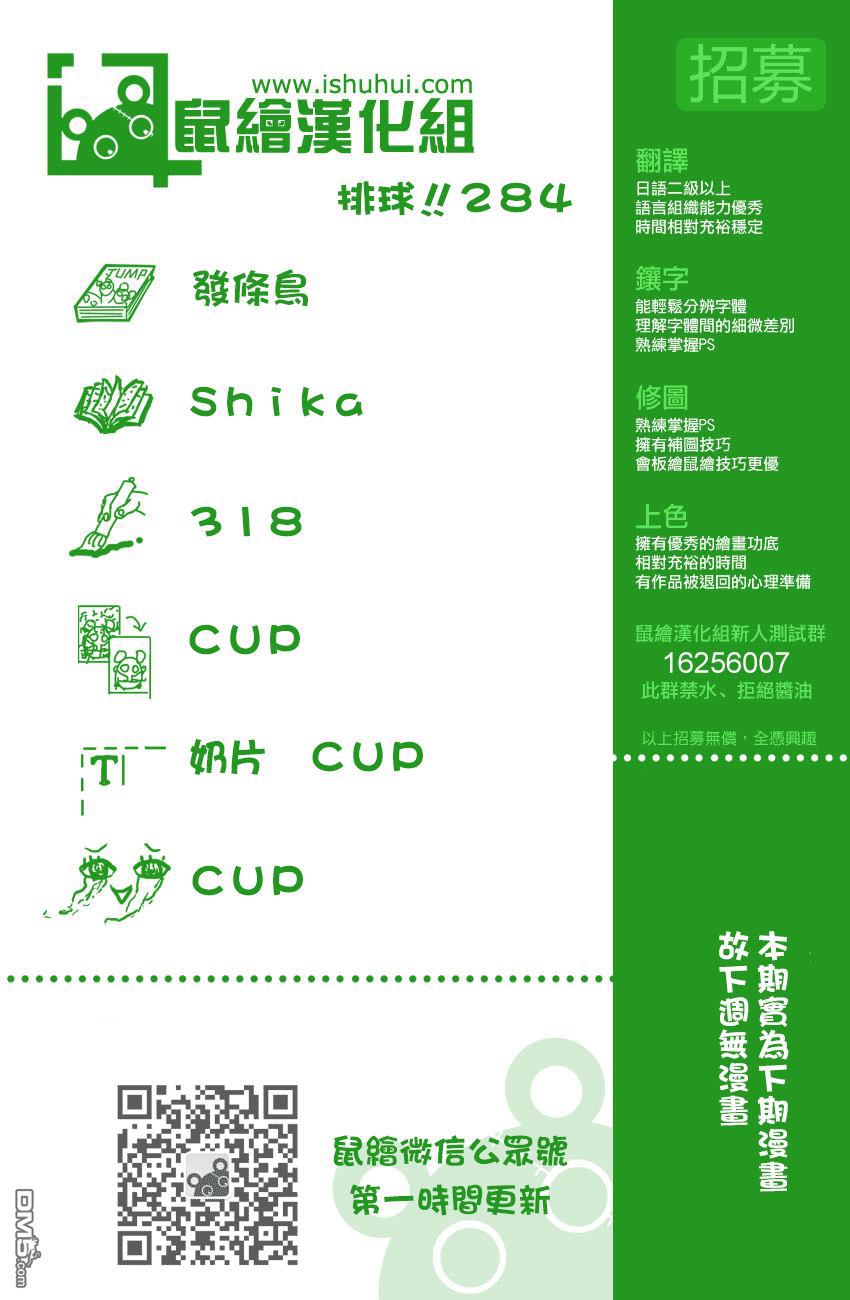 www.ishuhui.com
鼠繪漢化組
排球!!284
JUMP
發條鳥
Shika
318
CUP
T
奶片 CUP
CUP
鼠繪微信公眾號
第一時間更新
DM5.com
招募
翻譯
日語二級以上
語言組織能力優秀
時間相對充裕穩定
鑲字
能輕鬆分辨字體
理解字體間的細微差別
熟練掌握PS
修圖
熟練掌握PS
擁有補圖技巧
會板繪鼠繪技巧更優
上色
擁有優秀的繪畫功底
相對充裕的時間
有作品被退回的心理準備
鼠繪漢化組新人測試群
16256007
此群禁水、拒絕醬油
以上招募無償，全憑興趣
本期實為下期漫畫
故下週無漫畫